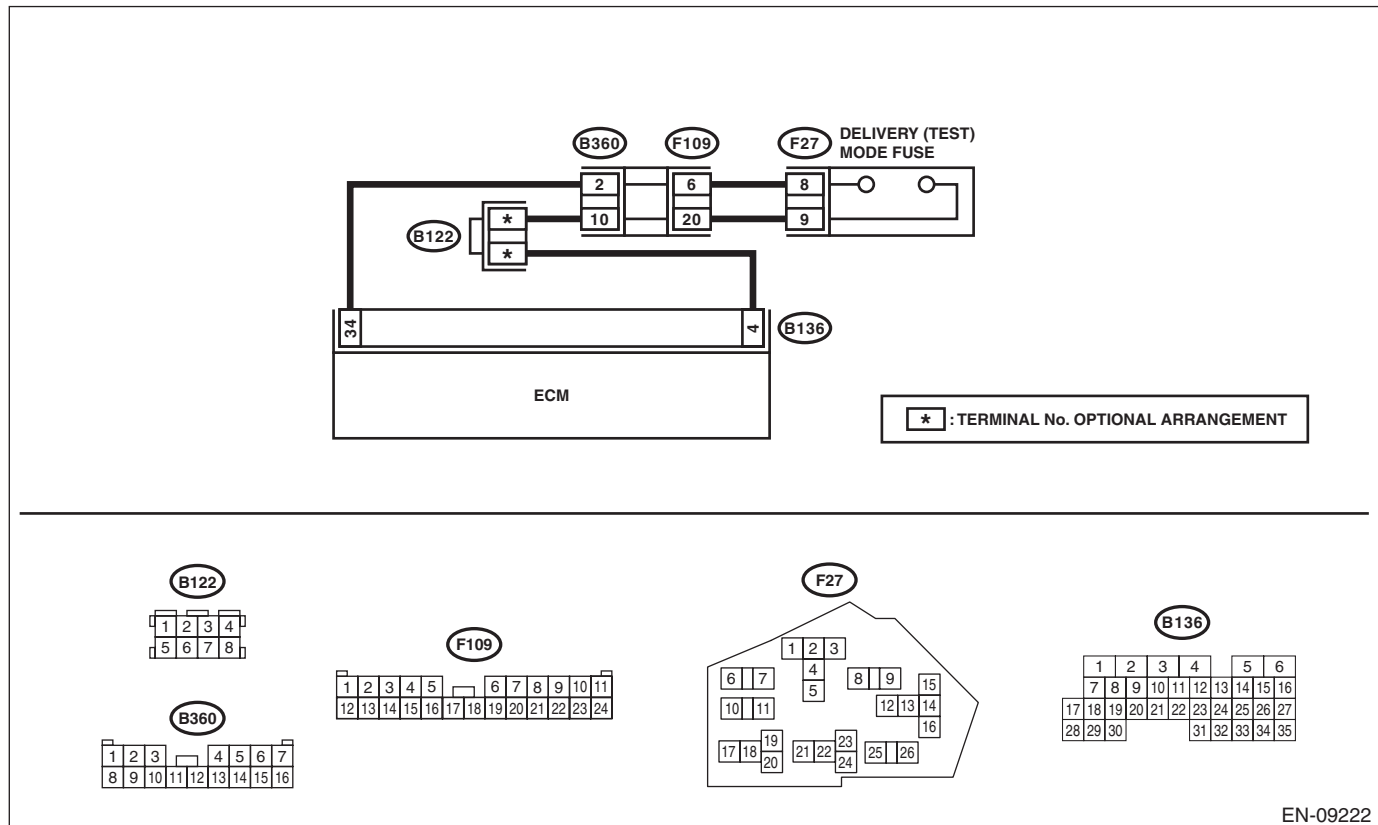 B360 F109 F27 DELIVERY (TEST)
MODE FUSE
2 6 8
10 20 9
B122 *
*
34 4 B136
ECM
* : TERMINAL No. OPTIONAL ARRANGEMENT
B122
1 2 3 4
5 6 7 8
B360
1 2 3 4 5 6 7
8 9 10 11 12 13 14 15 16
F109
1 2 3 4 5 6 7 8 9 10 11
12 13 14 15 16 17 18 19 20 21 22 23 24
F27
1 2 3
4
5
6 7
8 9
10 11
12 13 14
15
16
17 18
19
20
21 22
23
24
25 26
B136
1 2 3 4 5 6
7 8 9 10 11 12 13 14 15 16
17 18 19 20 21 22 23 24 25 26 27
28 29 30 31 32 33 34 35
EN-09222